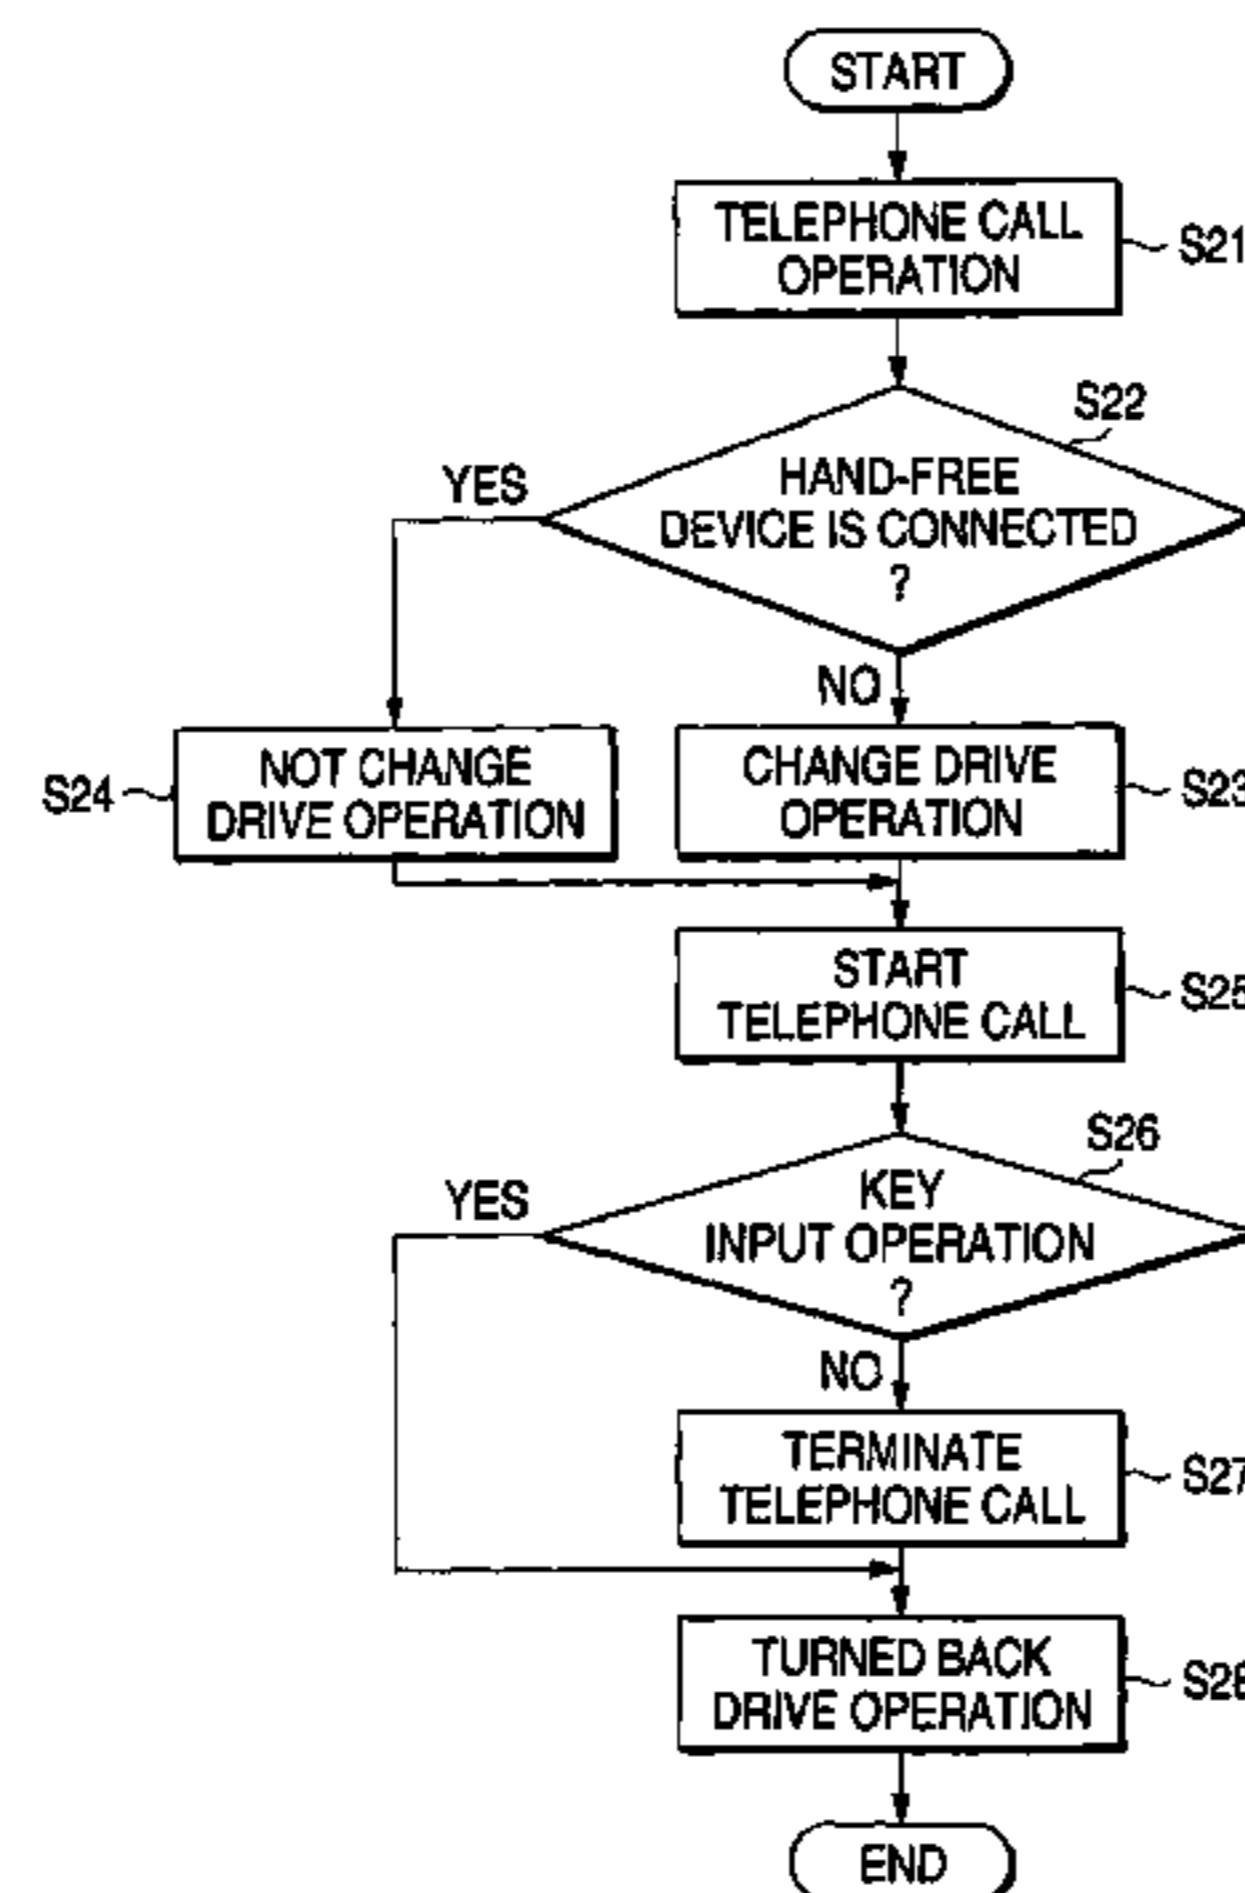 START
TELEPHONE CALL
OPERATION
S21
S22
HAND-FREE
DEVICE IS CONNECTED
?
YES
NO
NOT CHANGE
DRIVE OPERATION
S24
CHANGE DRIVE
OPERATION
S23
START
TELEPHONE CALL
S25
S26
KEY
INPUT OPERATION
?
YES
NO
TERMINATE
TELEPHONE CALL
S27
TURNED BACK
DRIVE OPERATION
S28
END